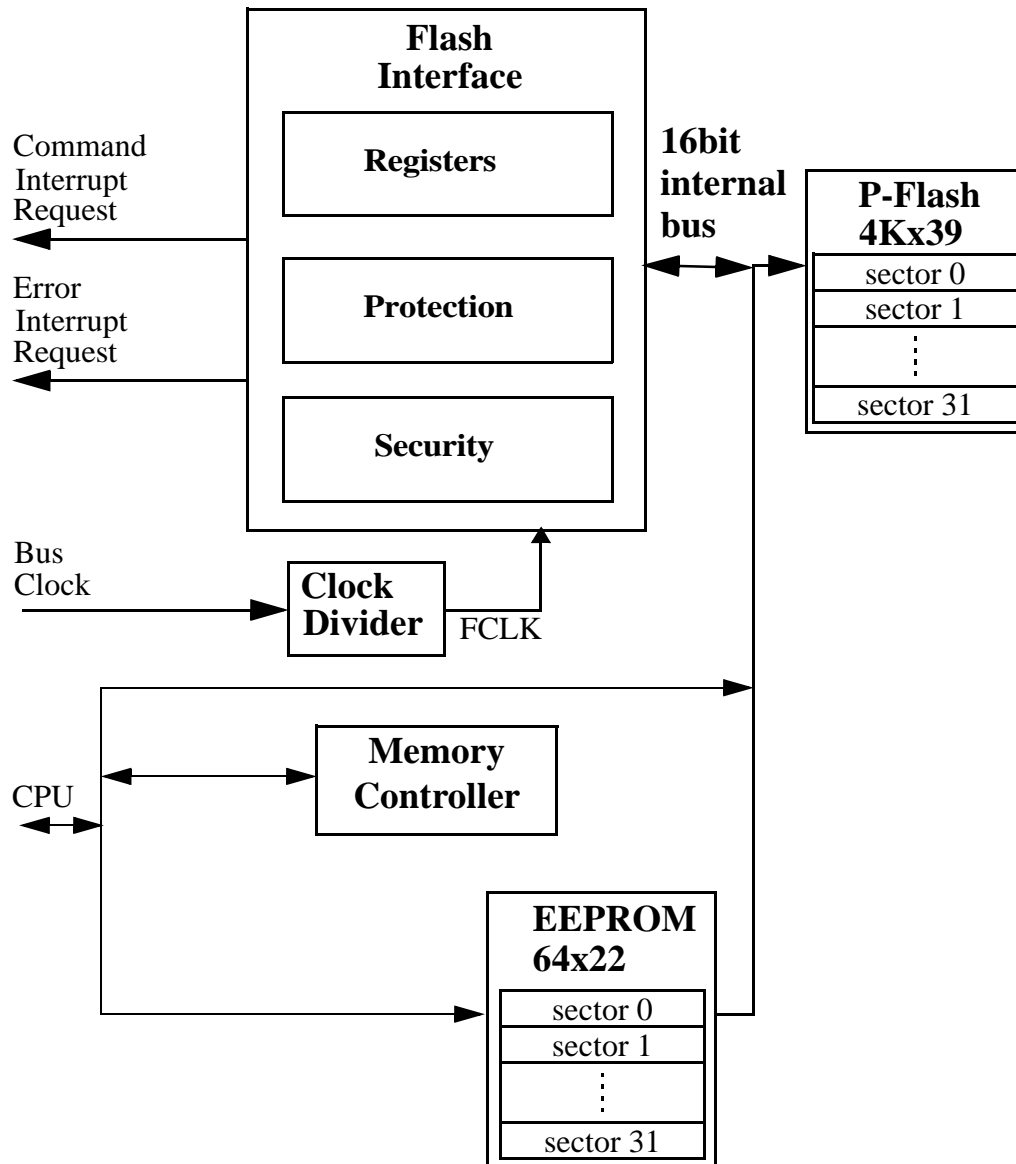 Flash
Interface
Registers
Protection
Security
Command
Interrupt
Request
Error
Interrupt
Request
16bit
internal
bus
P-Flash
4Kx39
sector 0
sector 1
sector 31
Bus
Clock
Clock
Divider
FCLK
Memory
Controller
CPU
EEPROM
64x22
sector 0
sector 1
sector 31